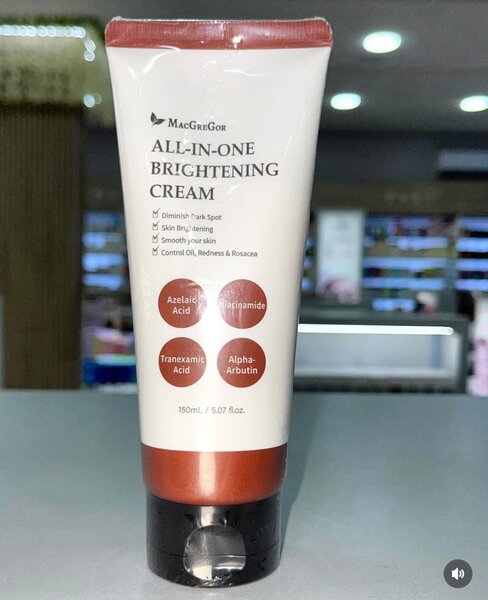 MACGREGOR
ALL-IN-ONE
BRIGHTENING
CREAM
Diminish Dark Spot
Skin Brightening
Smooth your skin
Control Oil, Redness & Rosacea
Azelaic
Acid
Niacinamide
Tranexamic
Acid
Alpha-
Arbutin
150mL / 5.07 fl.oz.